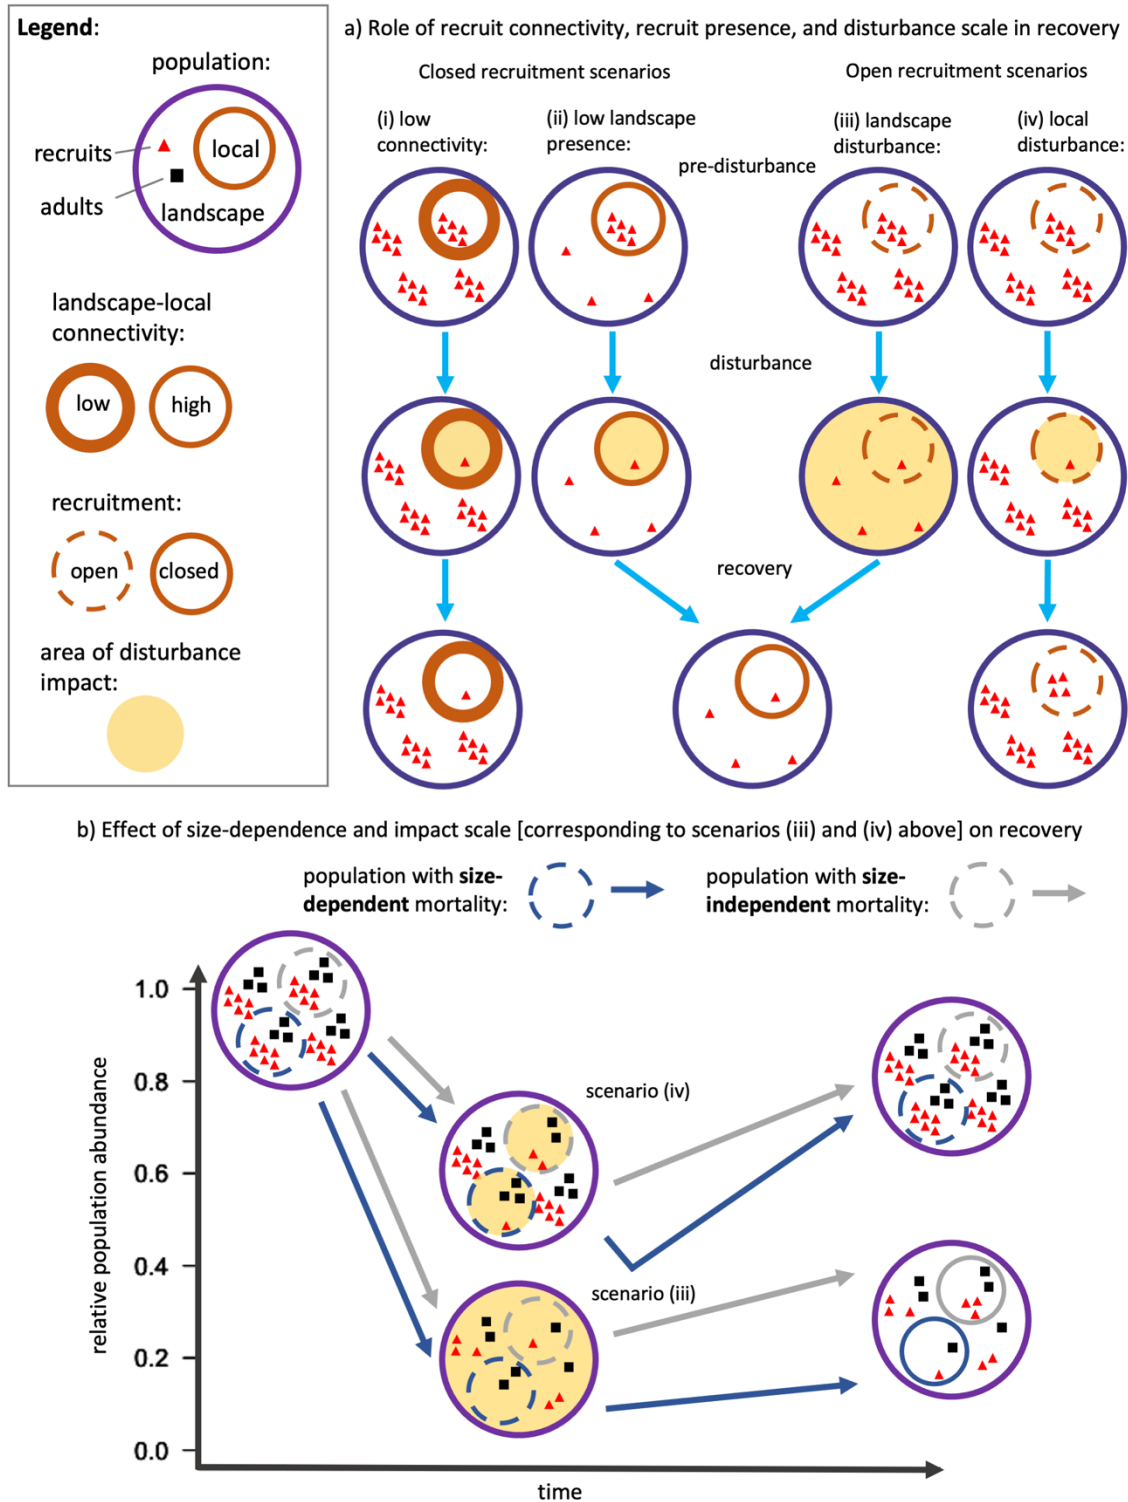 Legend:
population:
recruits
local
adults
landscape
landscape-local
connectivity:
low
high
recruitment:
open
closed
area of disturbance
impact:
a) Role of recruit connectivity, recruit presence, and disturbance scale in recovery
Closed recruitment scenarios
Open recruitment scenarios
(i) low
connectivity:
(ii) low landscape
presence:
(iii) landscape
disturbance:
(iv) local
disturbance:
pre-disturbance
disturbance
recovery
b) Effect of size-dependence and impact scale [corresponding to scenarios (iii) and (iv) above] on recovery
population with size-
dependent mortality:
population with size-
independent mortality:
relative population abundance
1.0
0.8
0.6
0.4
0.2
0.0
scenario (iv)
scenario (iii)
time